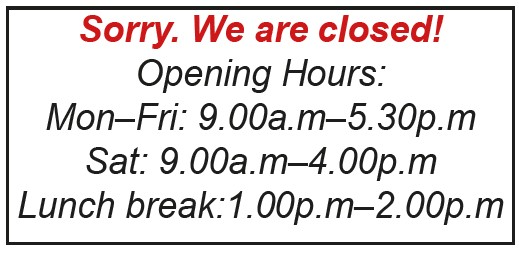 Sorry. We are closed!
Opening Hours:
Mon–Fri: 9.00a.m–5.30p.m
Sat: 9.00a.m–4.00p.m
Lunch break:1.00p.m–2.00p.m